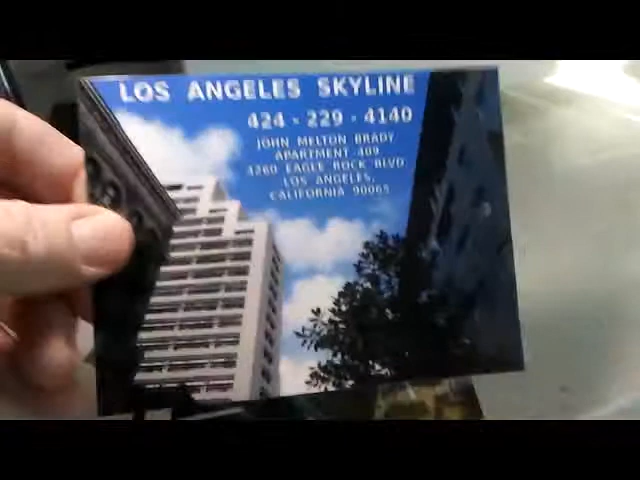 LOS ANGELES SKYLINE
424 - 229 - 4140
JOHN MELTON BRADY
APARTMENT 409
4260 EAGLE ROCK BLVD.
LOS ANGELES,
CALIFORNIA 90065